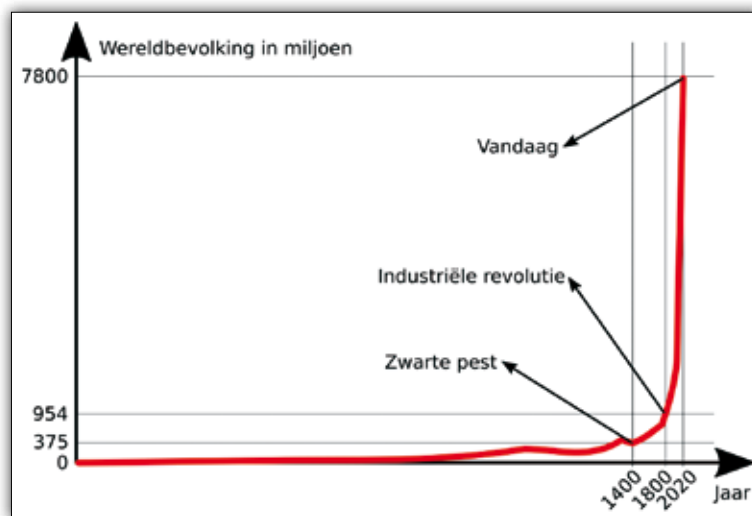 Wereldbevolking in miljoen
7800
Vandaag
Industriële revolutie
Zwarte pest
954
375
0
1400
1800
2020
Jaar